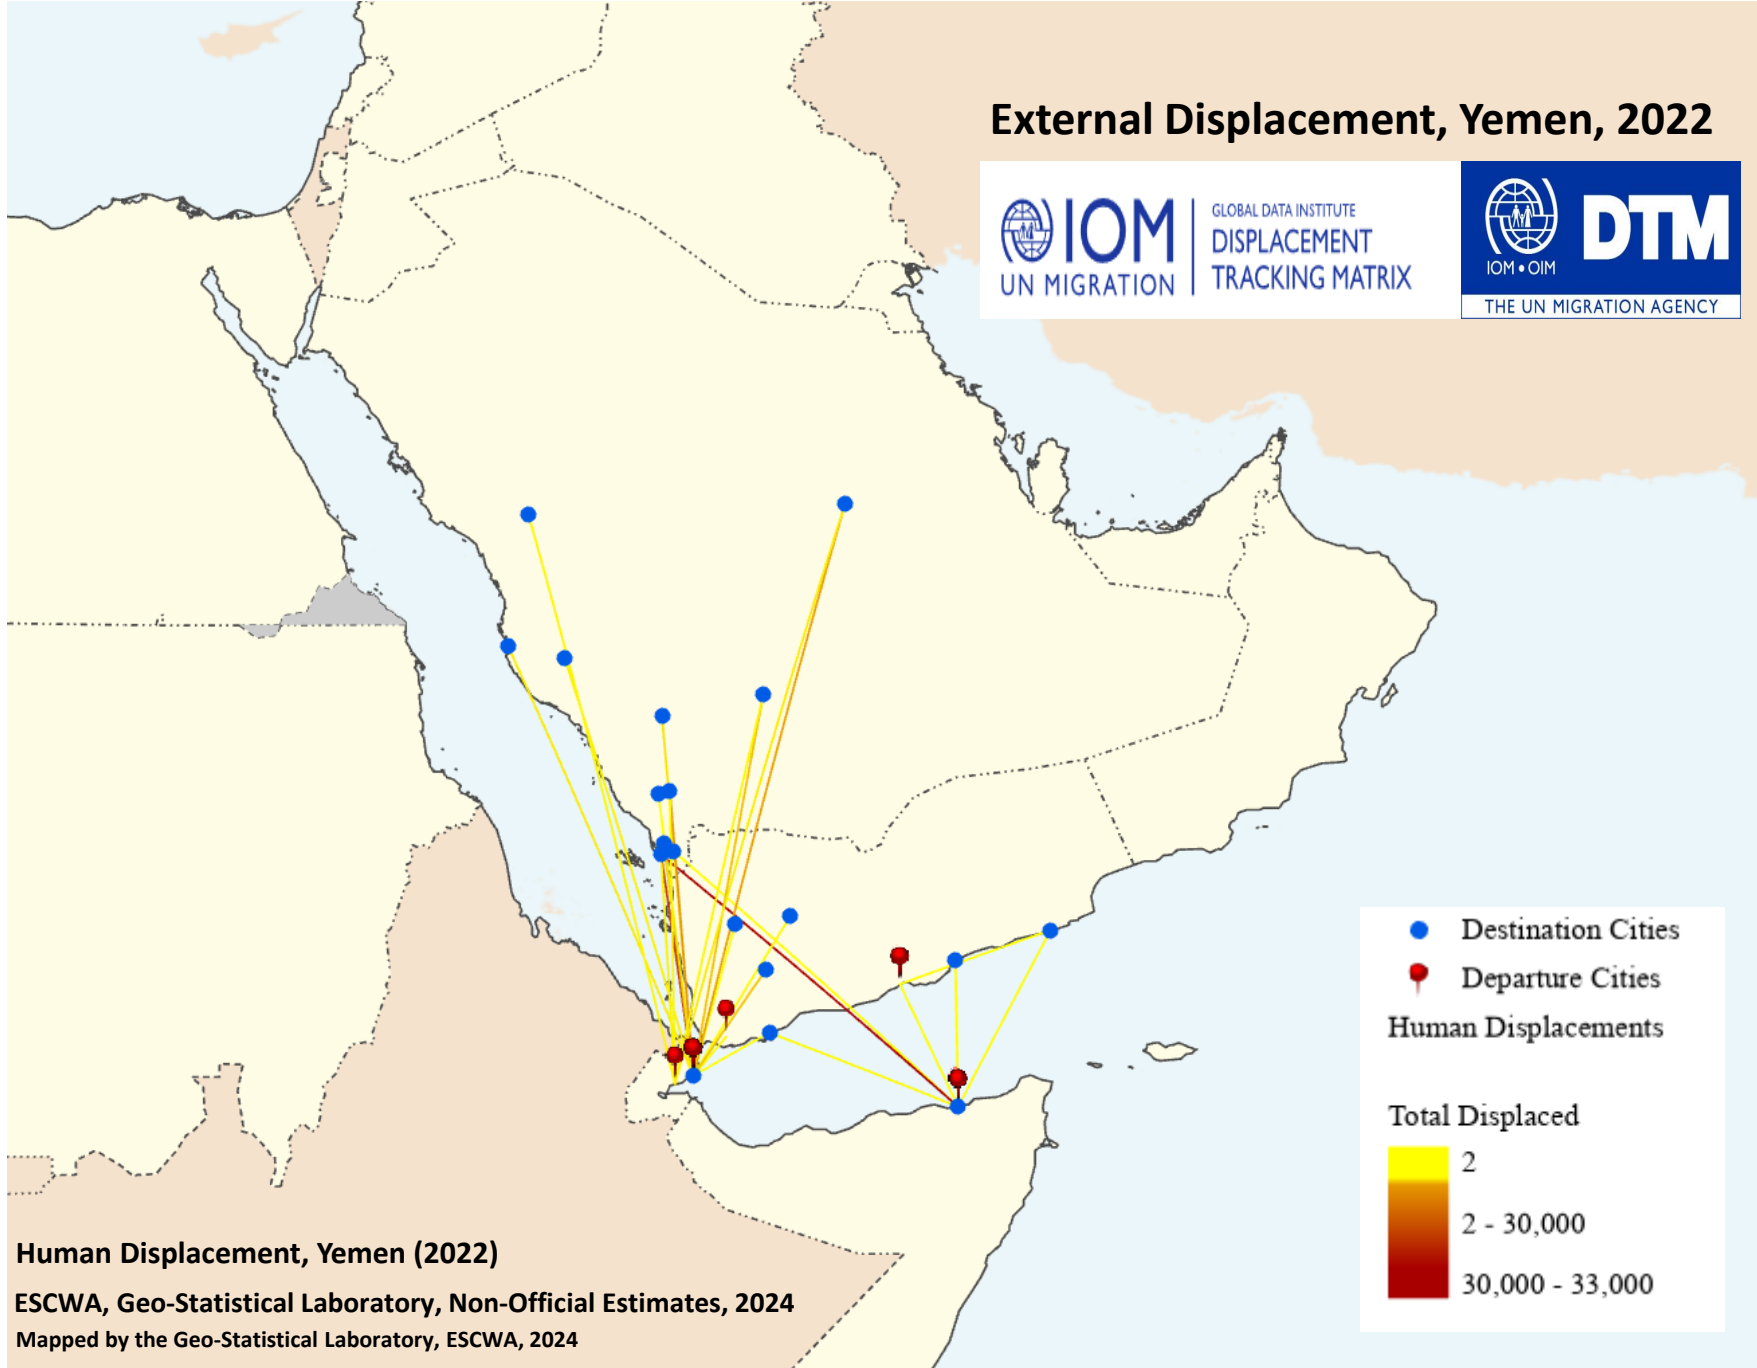 External Displacement, Yemen, 2022
IOM
UN MIGRATION
GLOBAL DATA INSTITUTE
DISPLACEMENT
TRACKING MATRIX
IOM • OIM
DTM
THE UN MIGRATION AGENCY
Destination Cities
Departure Cities
Human Displacements
Total Displaced
2
2 - 30,000
30,000 - 33,000
Human Displacement, Yemen (2022)
ESCWA, Geo-Statistical Laboratory, Non-Official Estimates, 2024
Mapped by the Geo-Statistical Laboratory, ESCWA, 2024